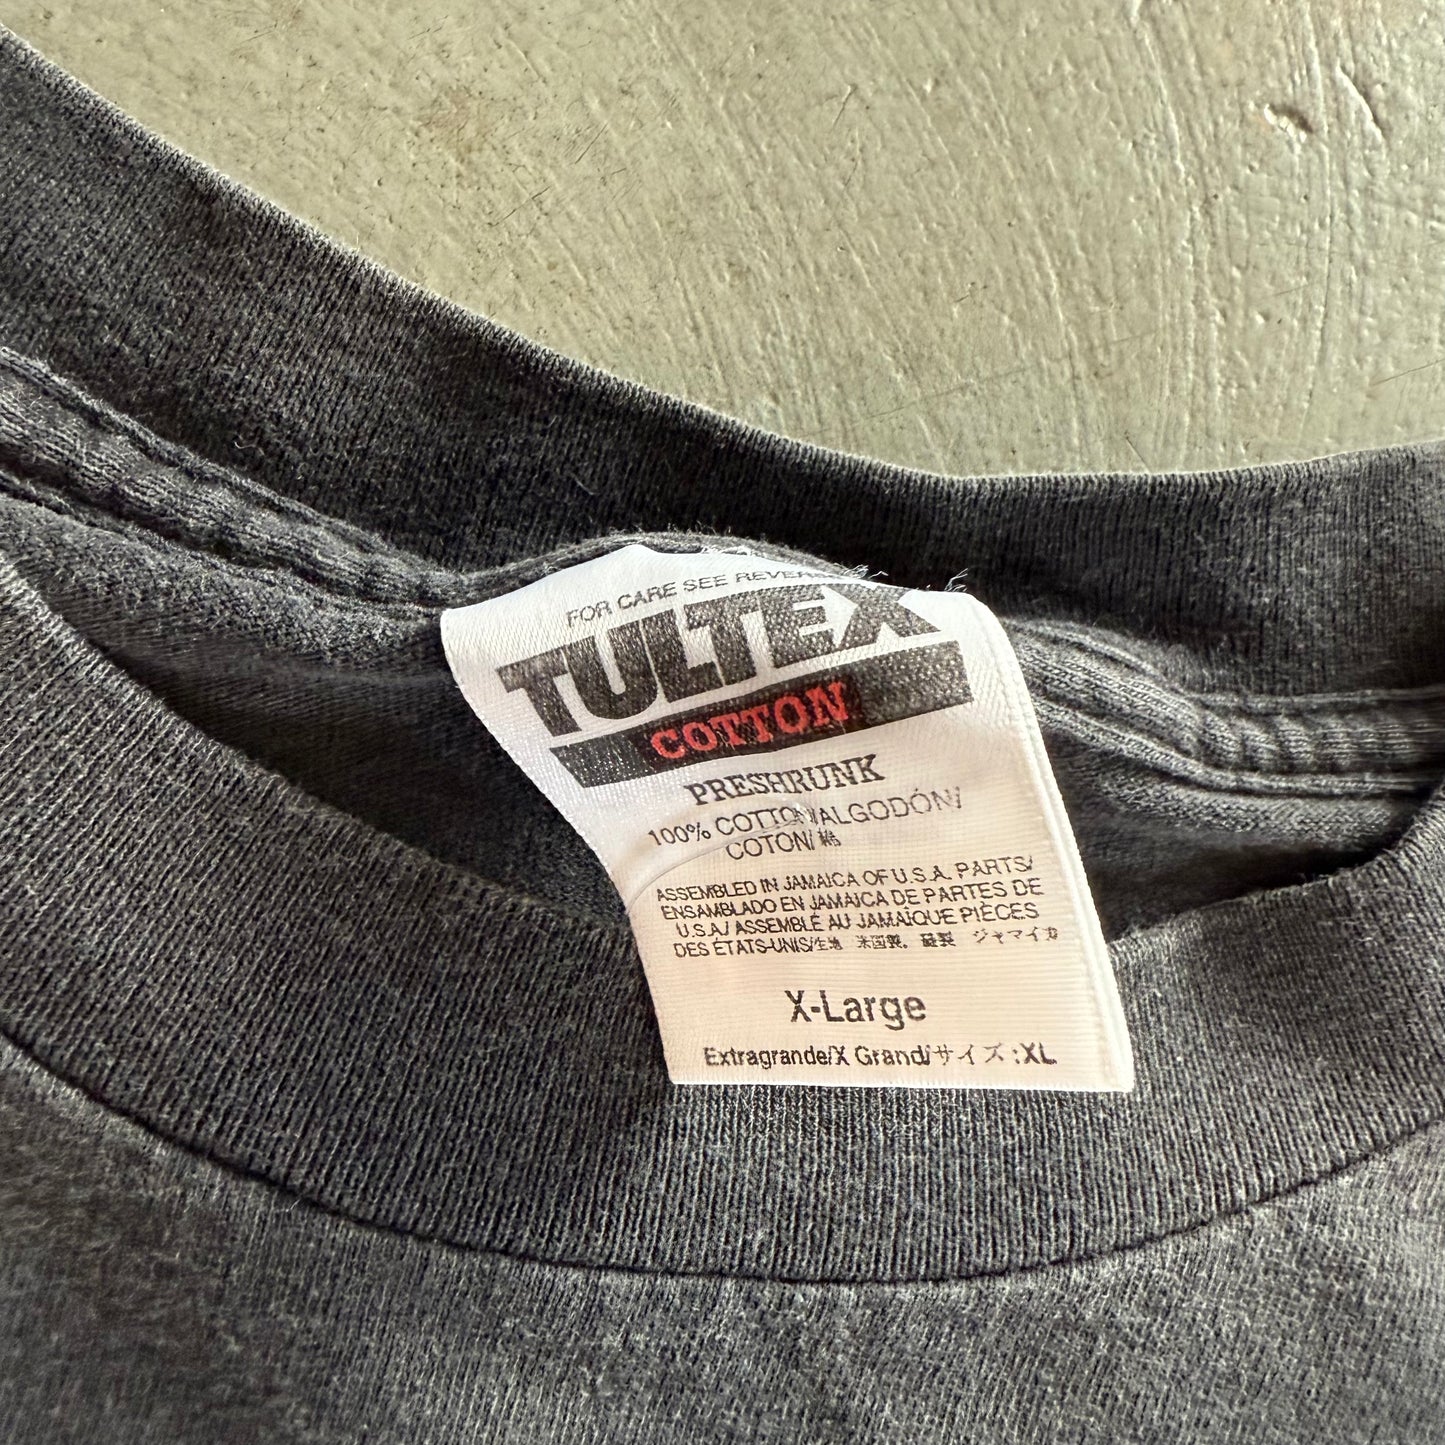 FOR CARE SEE REVERSE
TULTEX
COTTON
PRESHRUNK
100% COTTON/ALGODÓN/
COTON/綿
ASSEMBLED IN JAMAICA OF U.S.A. PARTS/
ENSAMBLADO EN JAMAICA DE PARTES DE
U.S.A./ ASSEMBLÉ AU JAMAÏQUE PIÈCES
DES ÉTATS-UNIS/生地 米国製。縫製 ジャマイカ
X-Large
Extragrande/X Grand/サイズ:XL